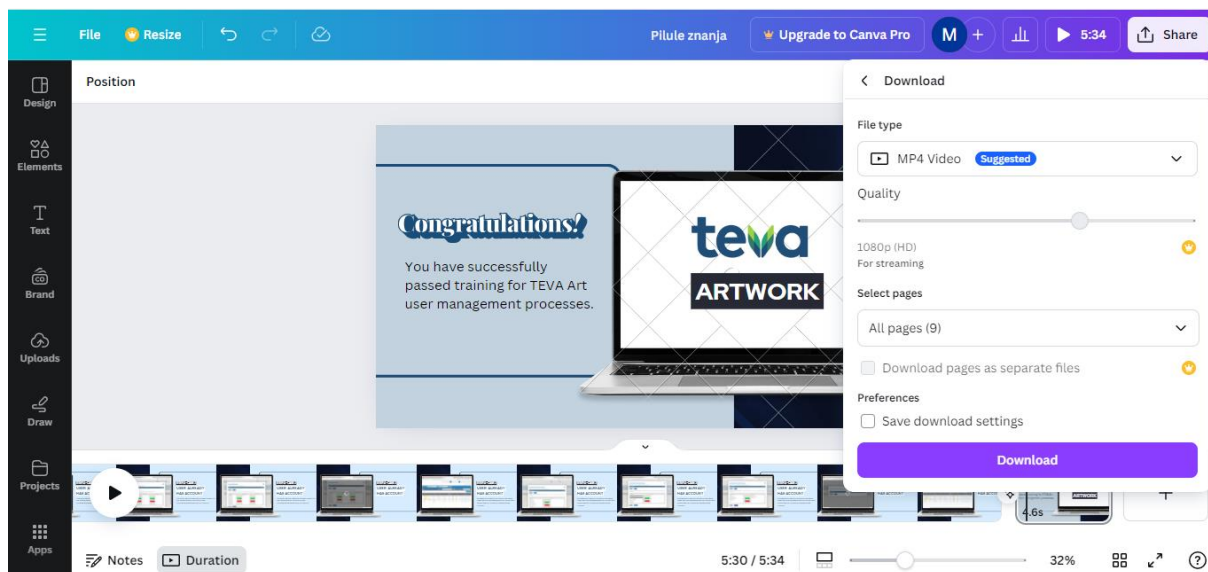 File
Resize
Pilule znanja
Upgrade to Canva Pro
M
+
5:34
Share
Design
Elements
Text
Brand
Uploads
Draw
Projects
Apps
Position
Congratulations!
You have successfully
passed training for TEVA Art
user management processes.
teva
ARTWORK
Download
File type
MP4 Video Suggested
Quality
1080p (HD)
For streaming
Select pages
All pages (9)
Download pages as separate files
Preferences
Save download settings
Download
4.6s
Notes
Duration
5:30 / 5:34
32%